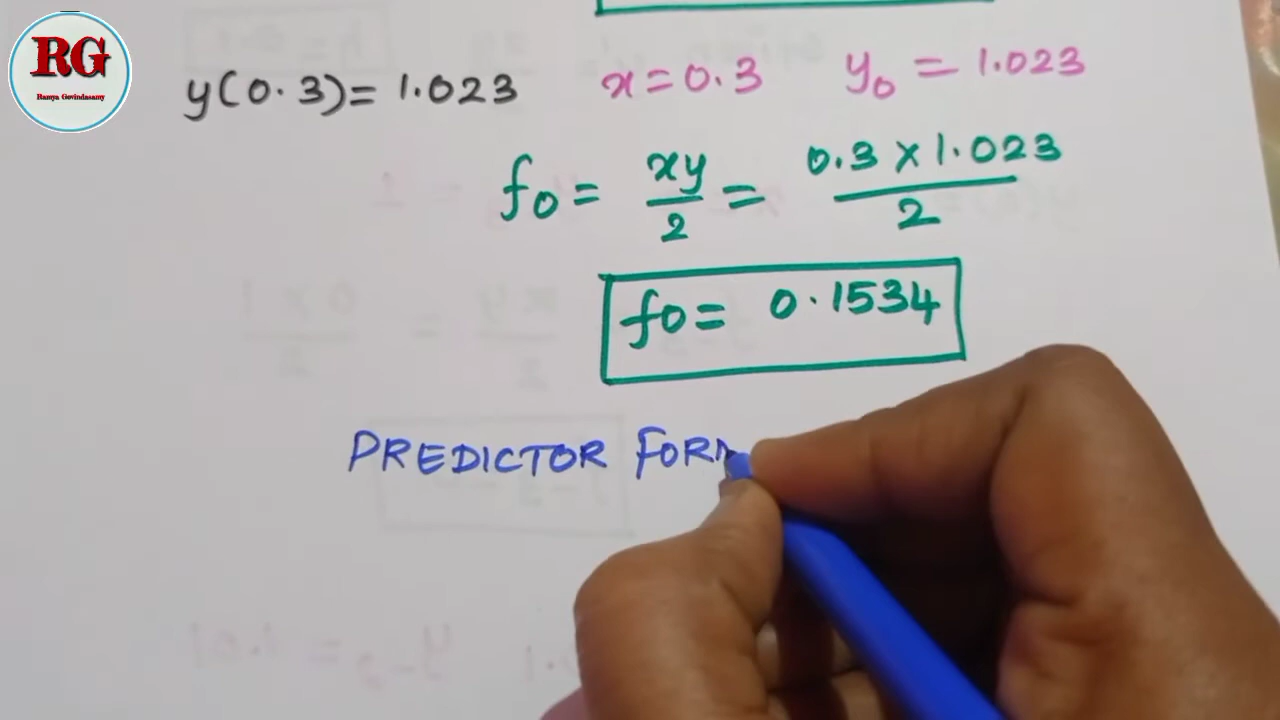 RG
Ramya Govindasamy
y(0.3)= 1.023 x=0.3 y₀ = 1.023
f₀ = xy/2 = 0.3 × 1.023/2
f₀ = 0.1534
PREDICTOR FORM